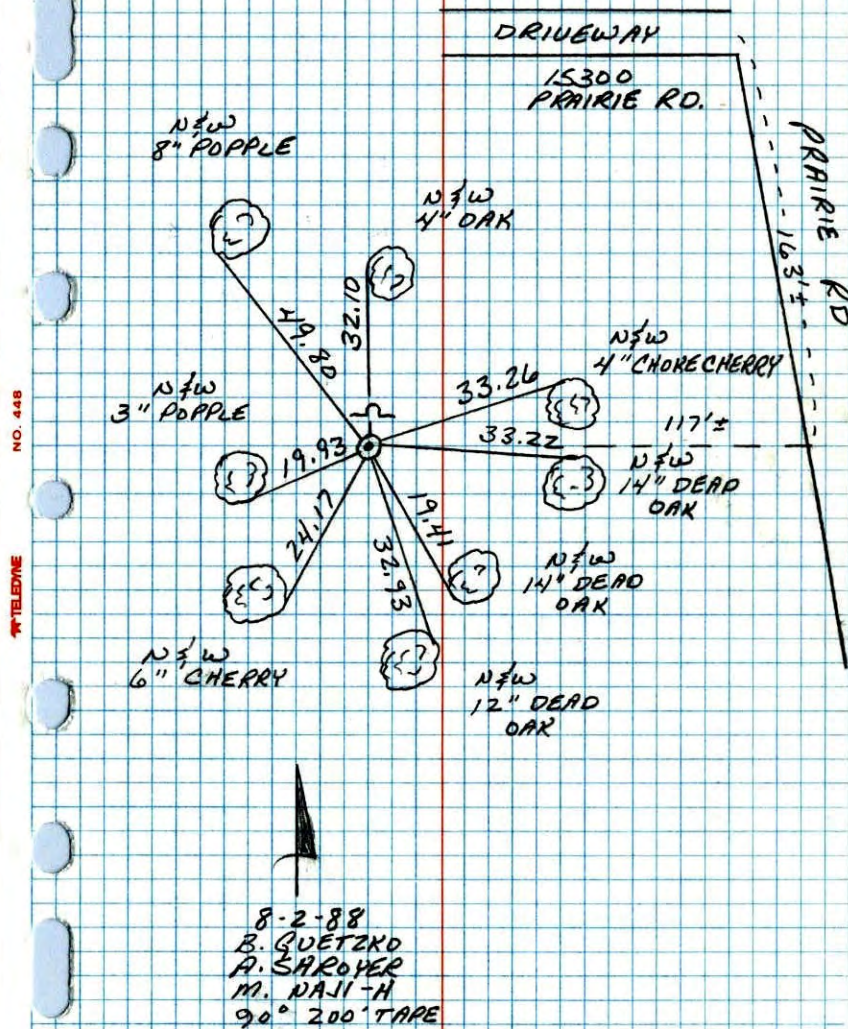 DRIVEWAY
15300
PRAIRIE RD.
PRAIRIE RD
163'±
N & W
8" POPPLE
N & W
4" OAK
49.80
32.10
N & W
4" CHOKECHERRY
33.26
N & W
3" POPPLE
19.93
33.22
117'±
N & W
14" DEAD
OAK
24.17
32.93
19.41
N & W
14" DEAD
OAK
N & W
6" CHERRY
N & W
12" DEAD
OAK
NO. 448
TELEDYNE
8-2-88
B. GUETZKO
A. SAROYER
M. NAJI-H
90° 200' TAPE